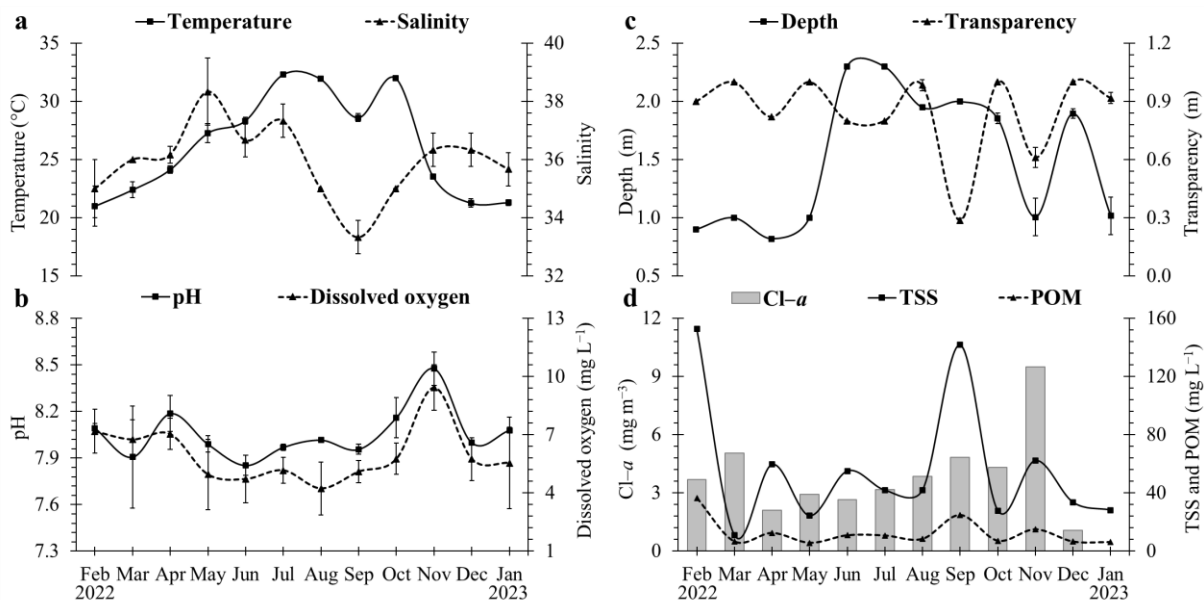 a Temperature Salinity
35 40
30 38
25 36
20 34
15 32
Temperature (°C)
Salinity
c Depth Transparency
2.5 1.2
2.0 0.9
1.5 0.6
1.0 0.3
0.5 0.0
Depth (m)
Transparency (m)
b pH Dissolved oxygen
8.8 13
8.5 10
8.2 7
7.9 4
7.6 1
7.3
pH
Dissolved oxygen (mg L⁻¹)
Feb Mar Apr May Jun Jul Aug Sep Oct Nov Dec Jan
2022 2023
d Cl–a TSS POM
12 160
9 120
6 80
3 40
0 0
Cl–a (mg m⁻³)
TSS and POM (mg L⁻¹)
Feb Mar Apr May Jun Jul Aug Sep Oct Nov Dec Jan
2022 2023